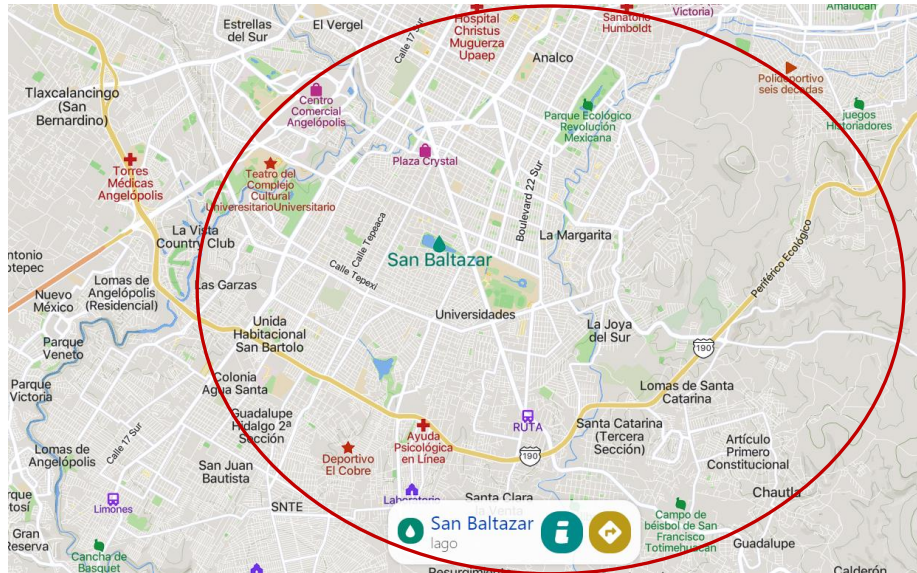 Estrellas
del Sur
El Vergel
Calle 17 Sur
Hospital
Christus
Muguerza
Upaep
Sanatorio
Humboldt
Victoria)
Amalucan
Analco
Polideportivo
seis decadas
juegos
Historiadores
Tlaxcalancingo
(San
Bernardino)
Centro
Comercial
Angelópolis
Parque Ecológico
Revolución
Mexicana
Plaza Crystal
Torres
Médicas
Angelópolis
Teatro del
Complejo
Cultural
UniveresitarioUniversitario
Boulevard 22 Sur
Calle Tepeaca
La Vista
Country Club
San Baltazar
La Margarita
Calle Tepexi
Periférico Ecológico
Las Garzas
Lomas de
Angelópolis
(Residencial)
Nuevo
México
Universidades
Unida
Habitacional
San Bartolo
La Joya
del Sur
190
Parque
Veneto
Parque
Victoria
Colonia
Agua Santa
Lomas de Santa
Catarina
Guadalupe
Hidalgo 2ª
Sección
RUTA
Santa Catarina
(Tercera
Sección)
Ayuda
Psicológica
en Línea
Calle 17 Sur
Lomas de
Angelópolis
Deportivo
El Cobre
190
Artículo
Primero
Constitucional
San Juan
Bautista
Limones
SNTE
Santa Clara
la Venta
Chautla
San Baltazar
lago
Campo de
béisbol de San
Francisco
Totimehuacan
Guadalupe
Gran
Reserva
Cancha de
Basquet
Calderón